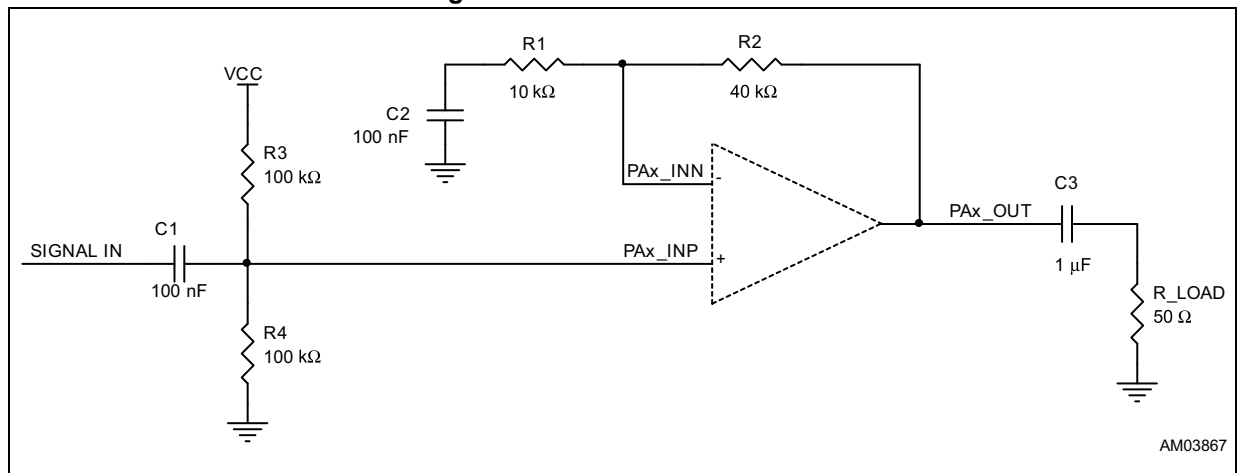 g
R1
10 kΩ
R2
40 kΩ
VCC
C2
100 nF
R3
100 kΩ
PAx_INN
-
C3
1 µF
PAx_OUT
C1
100 nF
SIGNAL IN
PAx_INP
+
R_LOAD
50 Ω
R4
100 kΩ
AM03867